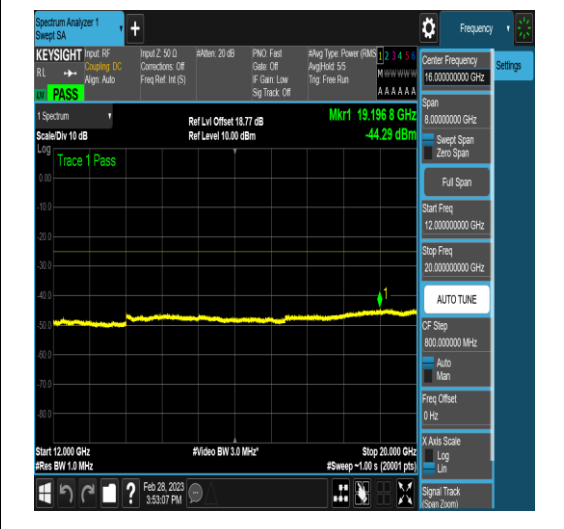 Spectrum Analyzer 1
Swept SA
Frequency
KEYSIGHT
RL
PASS
Input: RF
Coupling: DC
Align: Auto
Input Z: 50 Ω
Corrections: Off
Freq Ref: Int (S)
#Atten: 20 dB
PNO: Fast
Gate: Off
IF Gain: Low
Sig Track: Off
#Avg Type: Power (RMS
Avg|Hold: 5/5
Trig: Free Run
1 2 3 4 5 6
M W W W W W
A A A A A A
1 Spectrum
Scale/Div 10 dB
Log
Ref Lvl Offset 18.77 dB
Ref Level 10.00 dBm
Mkr1 19.196 8 GHz
-44.29 dBm
Trace 1 Pass
0.00
-10.0
-20.0
-30.0
-40.0
-50.0
-60.0
-70.0
-80.0
1
Start 12.000 GHz
#Res BW 1.0 MHz
#Video BW 3.0 MHz*
Stop 20.000 GHz
#Sweep ~1.00 s (20001 pts)
Feb 28, 2023
3:53:07 PM
?
Settings
Center Frequency
16.000000000 GHz
Span
8.00000000 GHz
Swept Span
Zero Span
Full Span
Start Freq
12.000000000 GHz
Stop Freq
20.000000000 GHz
AUTO TUNE
CF Step
800.000000 MHz
Auto
Man
Freq Offset
0 Hz
X Axis Scale
Log
Lin
Signal Track
(Span Zoom)